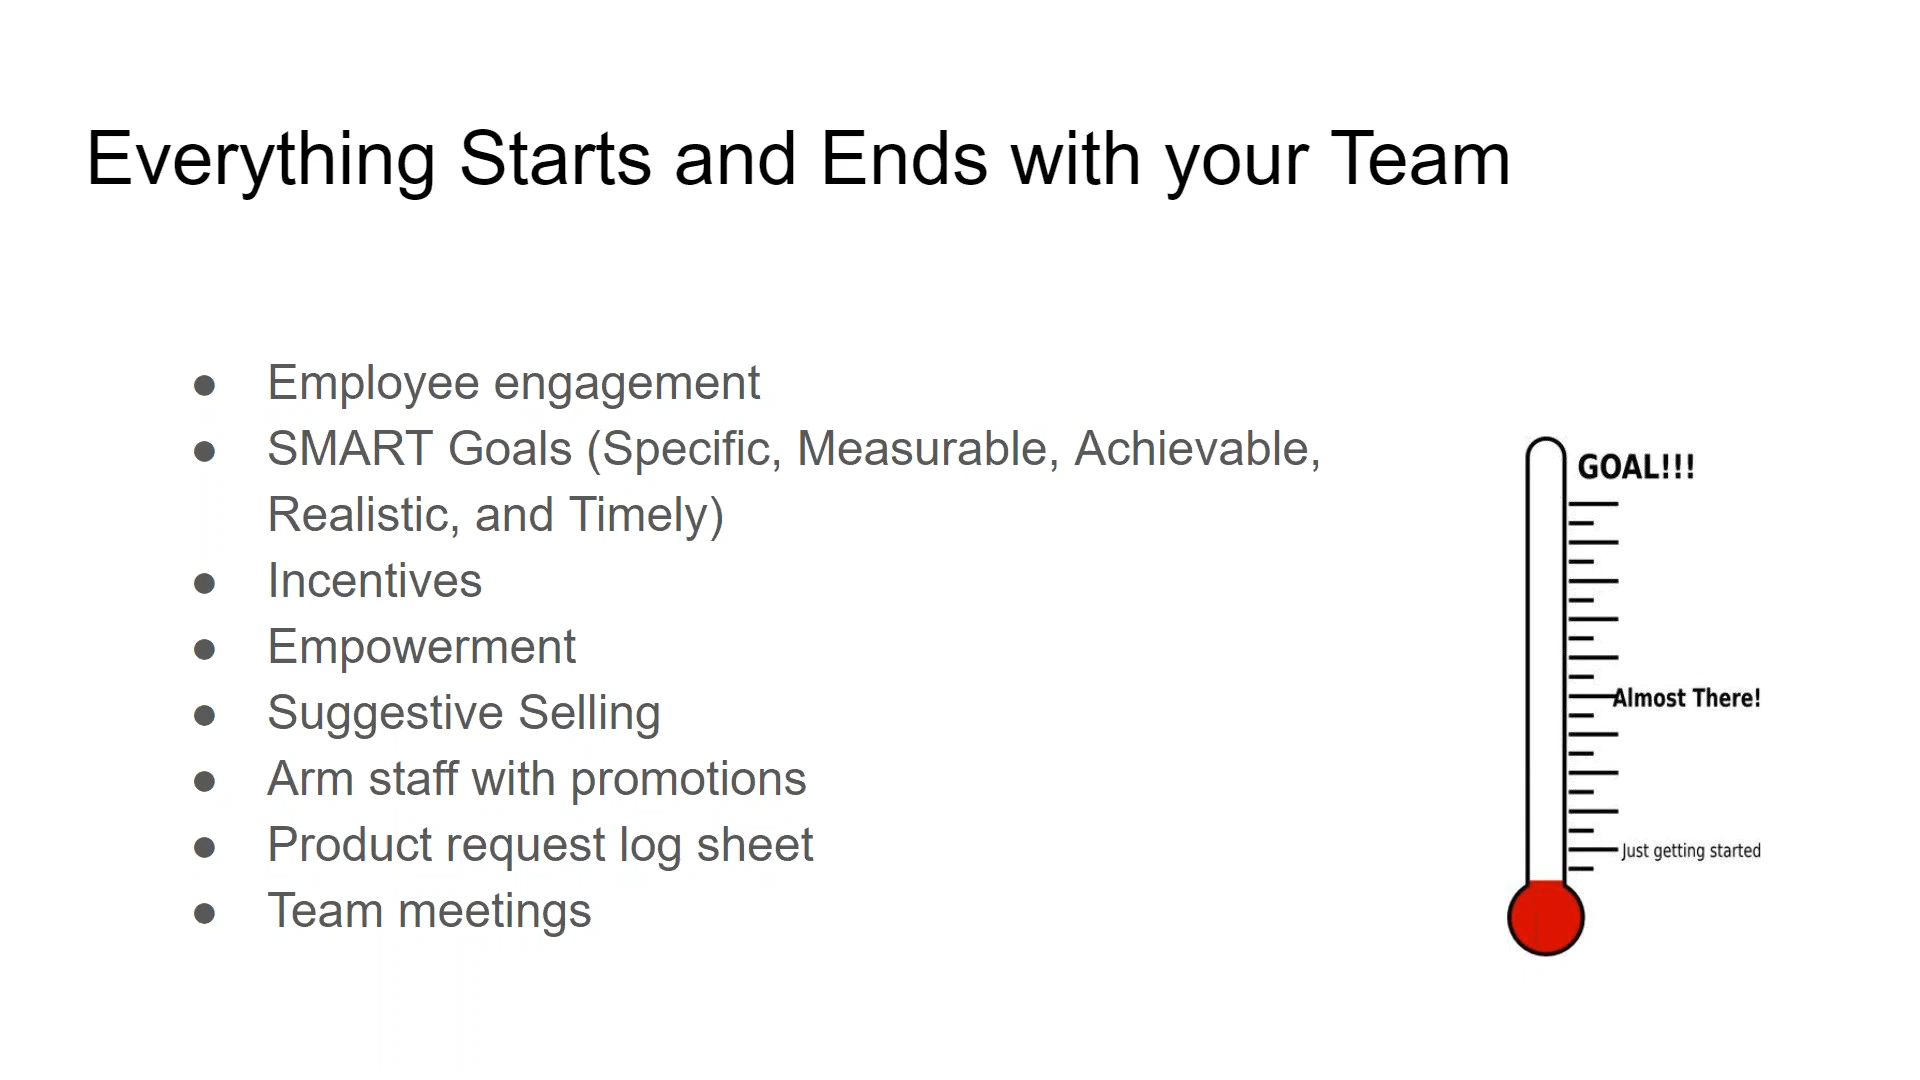 Everything Starts and Ends with your Team
● Employee engagement
● SMART Goals (Specific, Measurable, Achievable,
Realistic, and Timely)
● Incentives
● Empowerment
● Suggestive Selling
● Arm staff with promotions
● Product request log sheet
● Team meetings
GOAL!!!
Almost There!
Just getting started